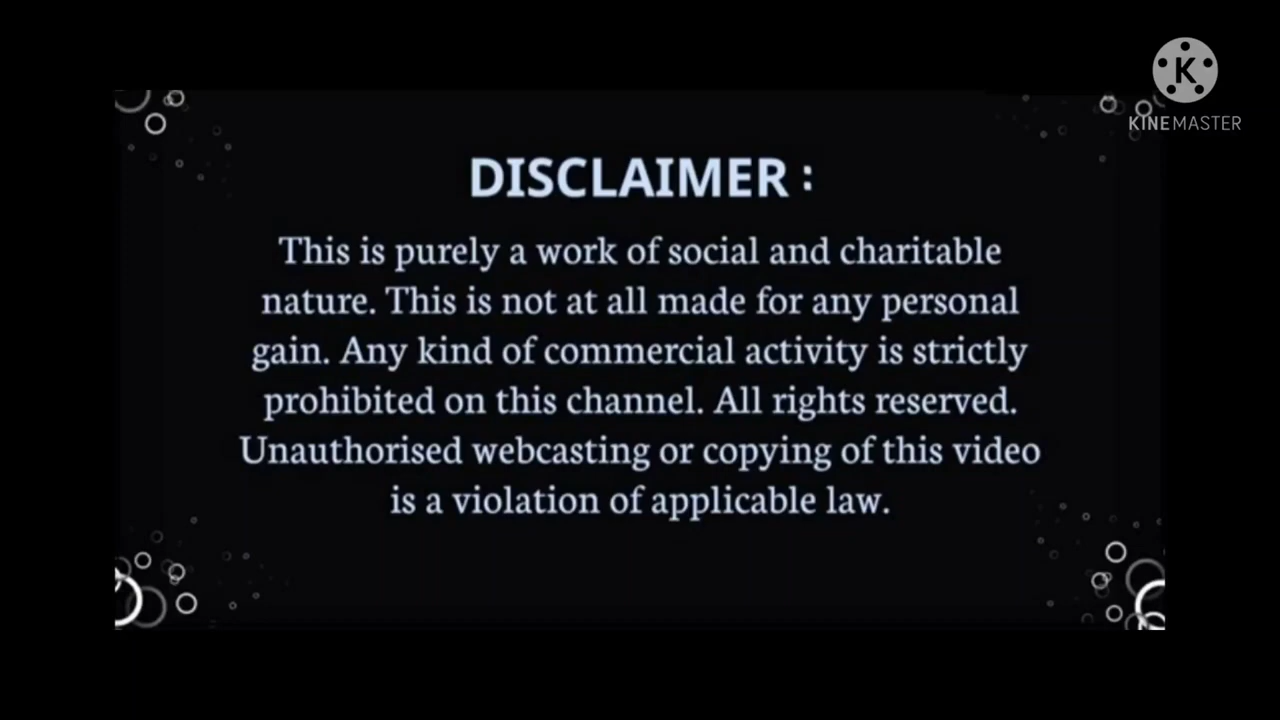 K
KINEMASTER
DISCLAIMER :
This is purely a work of social and charitable
nature. This is not at all made for any personal
gain. Any kind of commercial activity is strictly
prohibited on this channel. All rights reserved.
Unauthorised webcasting or copying of this video
is a violation of applicable law.